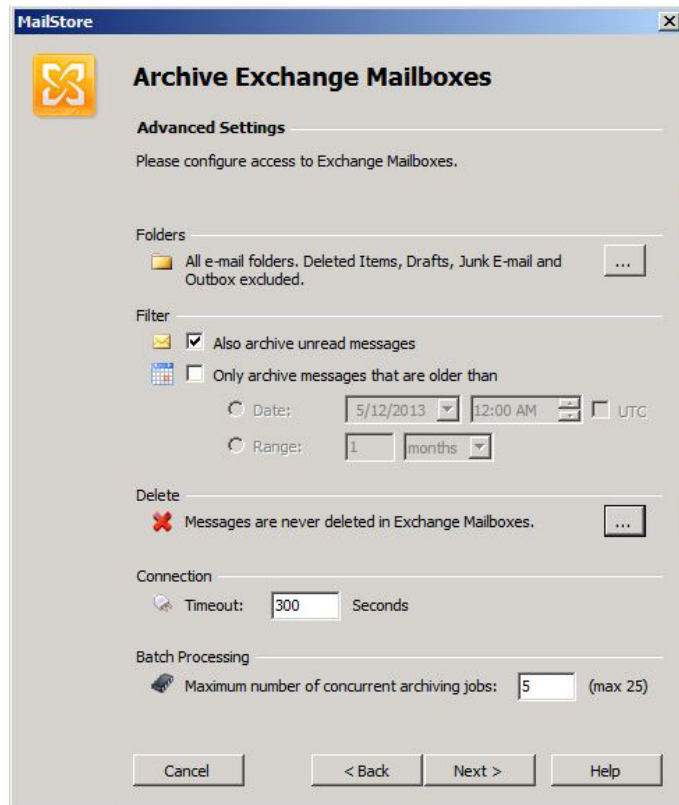 MailStore
Archive Exchange Mailboxes
Advanced Settings
Please configure access to Exchange Mailboxes.
Folders
All e-mail folders. Deleted Items, Drafts, Junk E-mail and
Outbox excluded.
...
Filter
Also archive unread messages
Only archive messages that are older than
Date: 5/12/2013 12:00 AM UTC
Range: 1 months
Delete
Messages are never deleted in Exchange Mailboxes. ...
Connection
Timeout: 300 Seconds
Batch Processing
Maximum number of concurrent archiving jobs: 5 (max 25)
Cancel < Back Next > Help